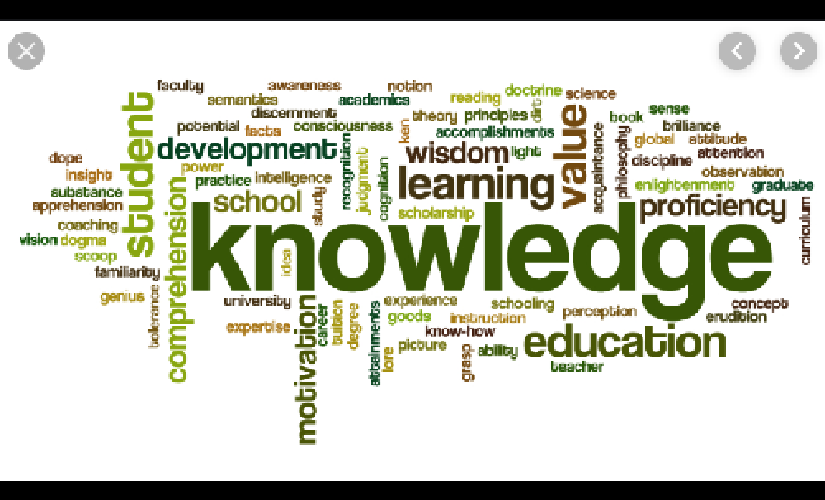 faculty
awareness
notion
doctrine
science
semantics
academics
reading
discernment
theory
principles
dirt
book
sense
potential
facts
consciousness
ken
accomplishments
global
brilliance
attitude
student
development
recognition
judgment
cognition
wisdom
light
value
acquaintance
philosophy
discipline
attention
dope
insight
power
practice
intelligence
learning
observation
substance
enlightenment
graduate
apprehension
school
study
scholarship
proficiency
curriculum
coaching
vision
dogma
comprehension
knowledge
scoop
idea
familiarity
genius
tolerance
university
motivation
career
tuition
degree
attainments
experience
schooling
concept
goods
instruction
perception
erudition
expertise
know-how
lore
picture
grasp
ability
education
teacher